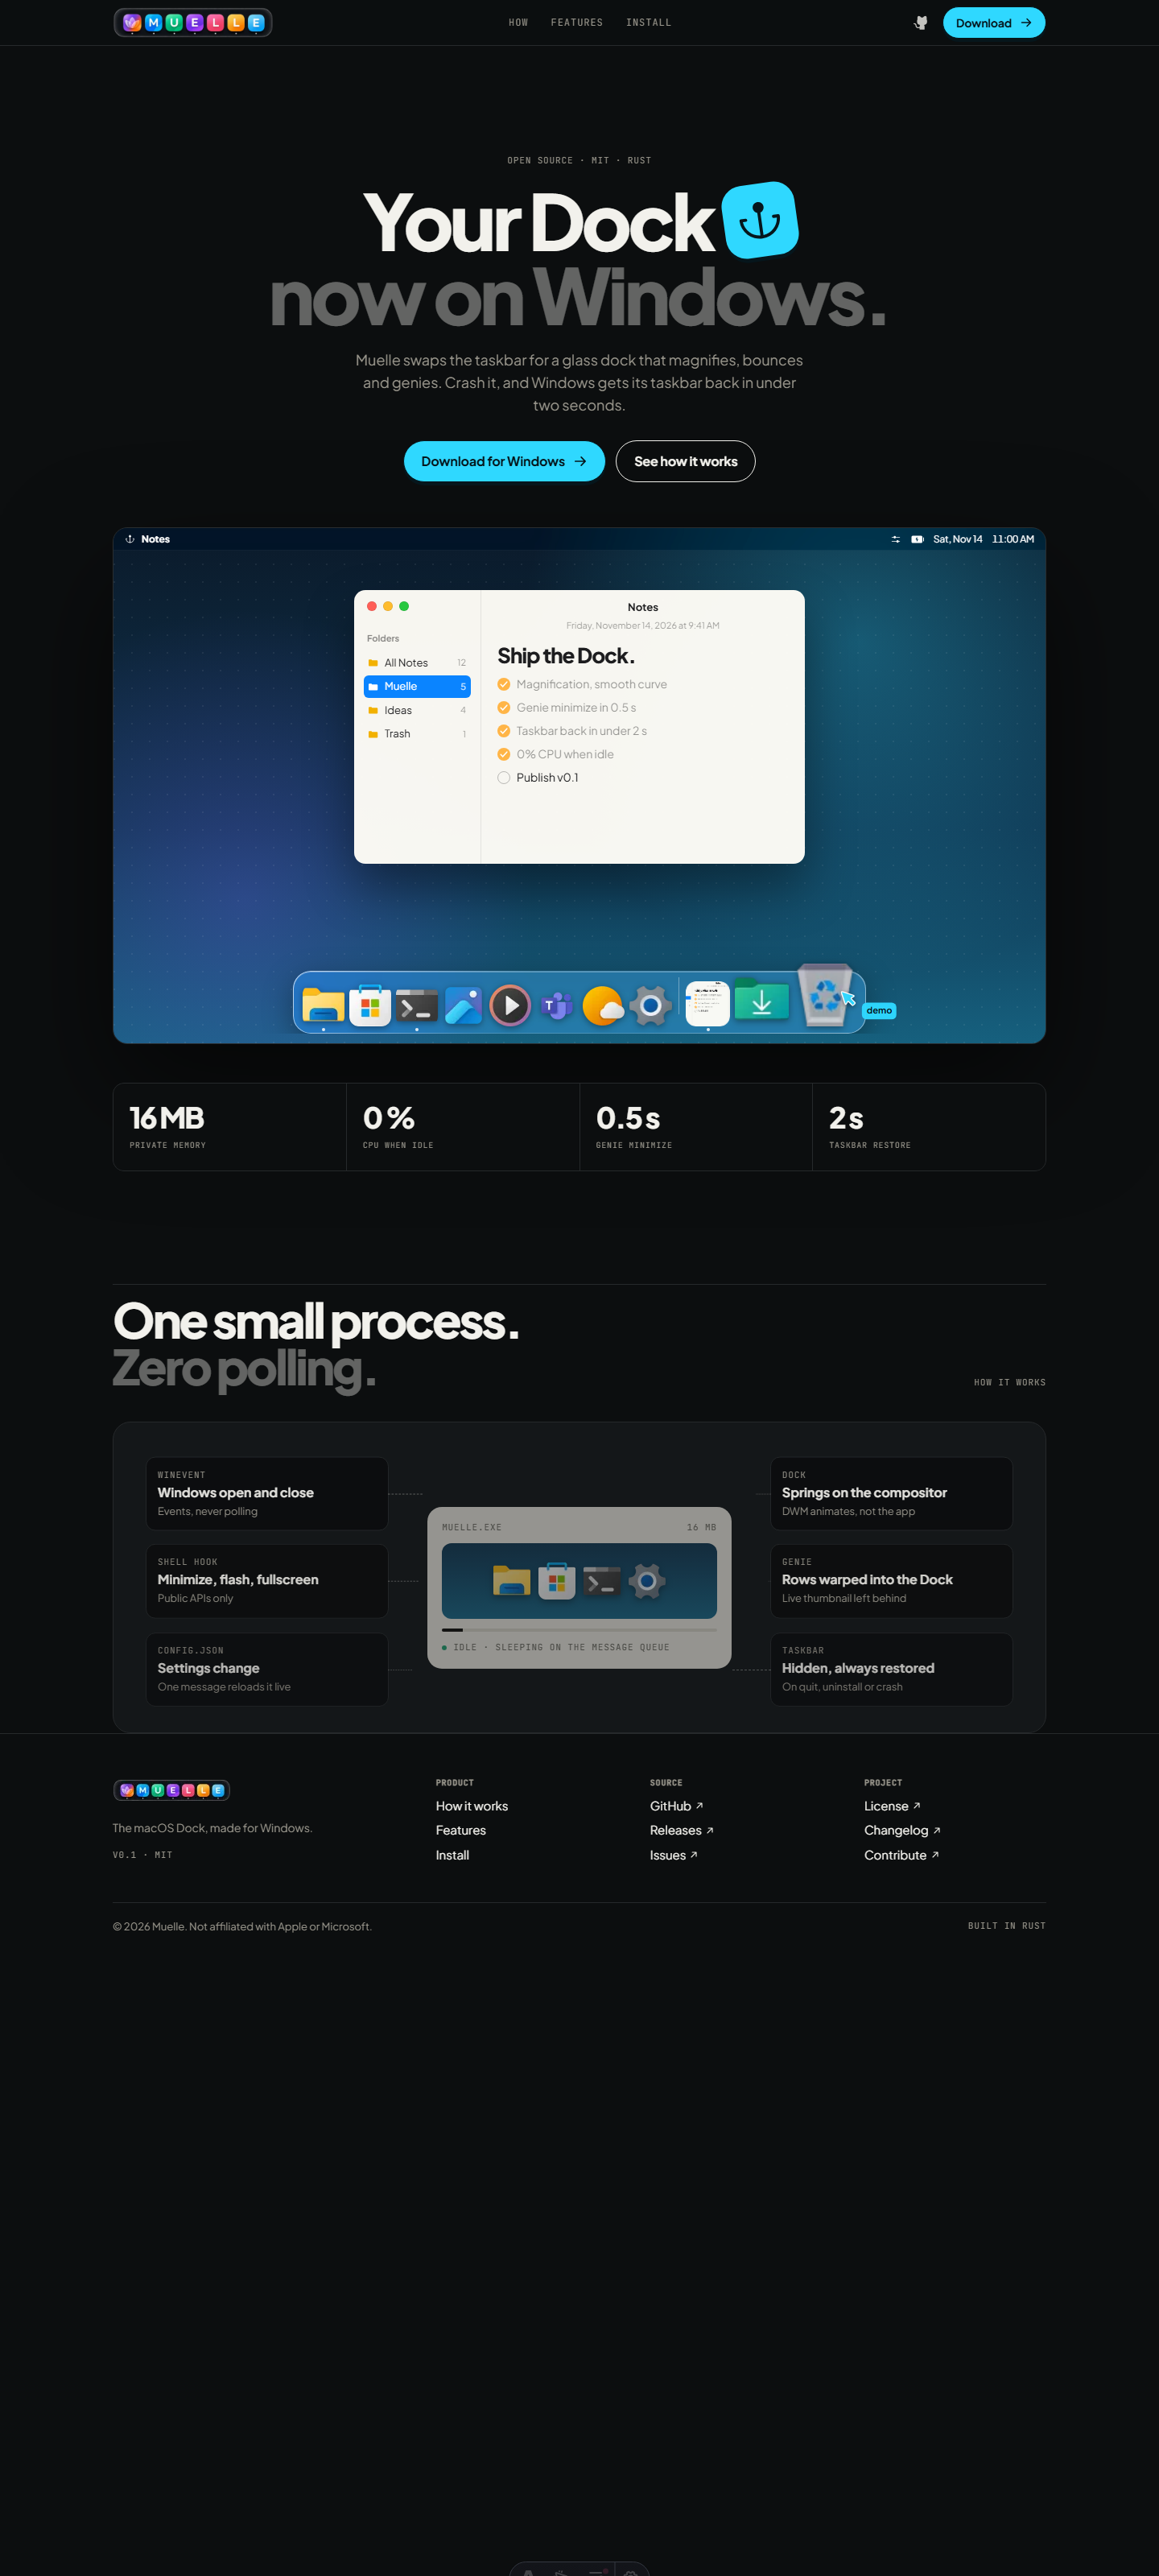 MUELLE
HOW FEATURES INSTALL
Download
OPEN SOURCE · MIT · RUST
Your Dock
now on Windows.
Muelle swaps the taskbar for a glass dock that magnifies, bounces
and genies. Crash it, and Windows gets its taskbar back in under
two seconds.
Download for Windows
See how it works
Notes
Sat, Nov 14 11:00 AM
Notes
Friday, November 14, 2026 at 9:41 AM
Folders
All Notes 12
Muelle 5
Ideas 4
Trash 1
Ship the Dock.
Magnification, smooth curve
Genie minimize in 0.5 s
Taskbar back in under 2 s
0% CPU when idle
Publish v0.1
T
demo
16 MB
PRIVATE MEMORY
0 %
CPU WHEN IDLE
0.5 s
GENIE MINIMIZE
2 s
TASKBAR RESTORE
One small process.
Zero polling.
HOW IT WORKS
WINEVENT
Windows open and close
Events, never polling
SHELL HOOK
Minimize, flash, fullscreen
Public APIs only
CONFIG.JSON
Settings change
One message reloads it live
MUELLE.EXE 16 MB
IDLE · SLEEPING ON THE MESSAGE QUEUE
DOCK
Springs on the compositor
DWM animates, not the app
GENIE
Rows warped into the Dock
Live thumbnail left behind
TASKBAR
Hidden, always restored
On quit, uninstall or crash
MUELLE
The macOS Dock, made for Windows.
V0.1 · MIT
PRODUCT
How it works
Features
Install
SOURCE
GitHub ↗
Releases ↗
Issues ↗
PROJECT
License ↗
Changelog ↗
Contribute ↗
© 2026 Muelle. Not affiliated with Apple or Microsoft.
BUILT IN RUST